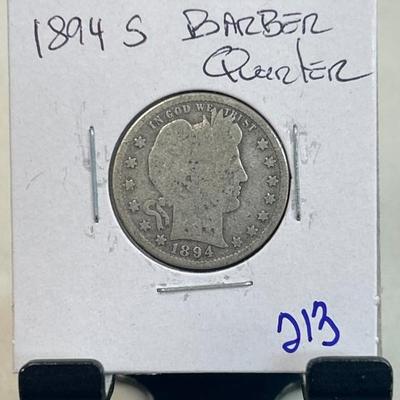 1894 S BARBER
Quarter
IN GOD WE TRUST
1894
213